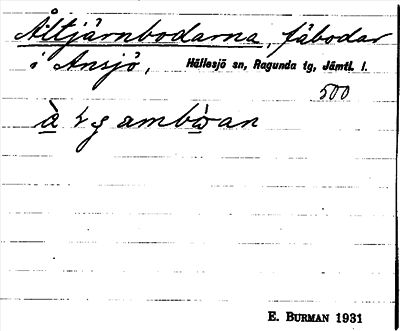 Åltjärnbodarna, fäbodar
i Ansjö, Hällesjö sn, Ragunda tg, Jämtl. l.
500
E. BURMAN 1931